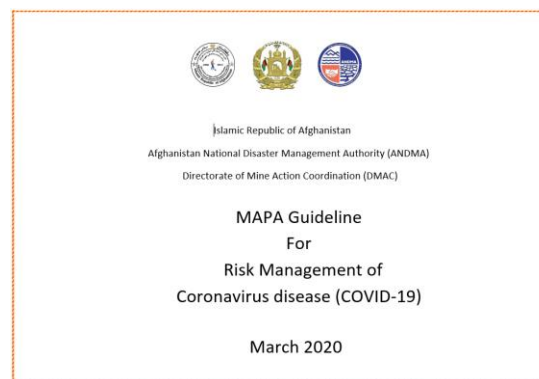 Islamic Republic of Afghanistan
Afghanistan National Disaster Management Authority (ANDMA)
Directorate of Mine Action Coordination (DMAC)
MAPA Guideline
For
Risk Management of
Coronavirus disease (COVID-19)
March 2020